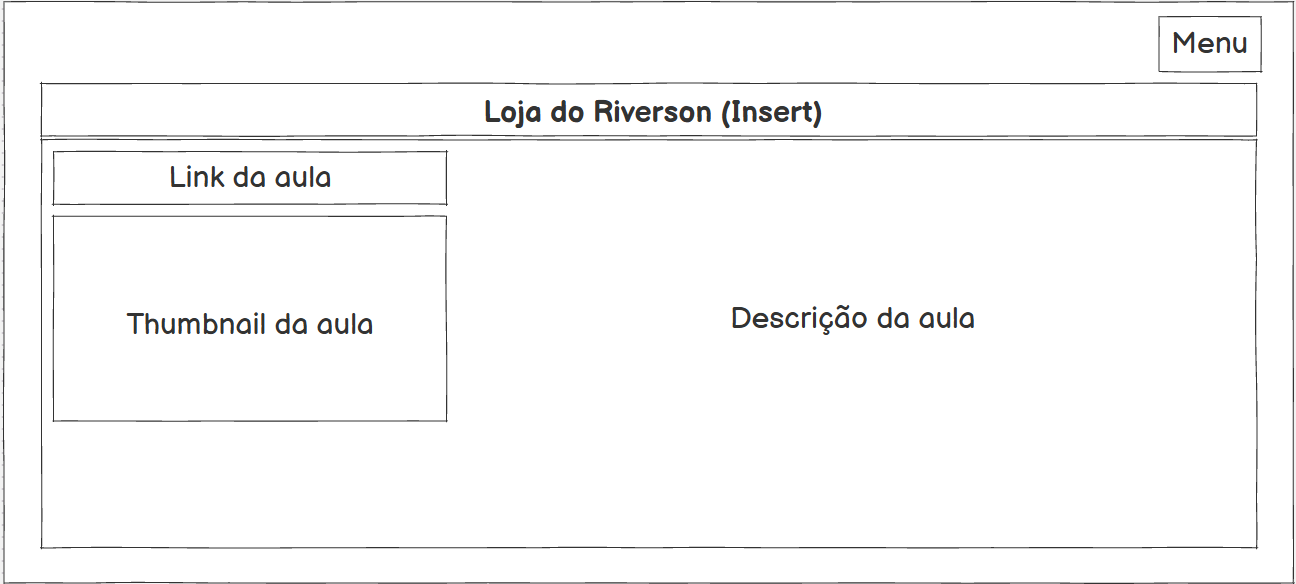 Menu
Loja do Riverson (Insert)
Link da aula
Thumbnail da aula
Descrição da aula